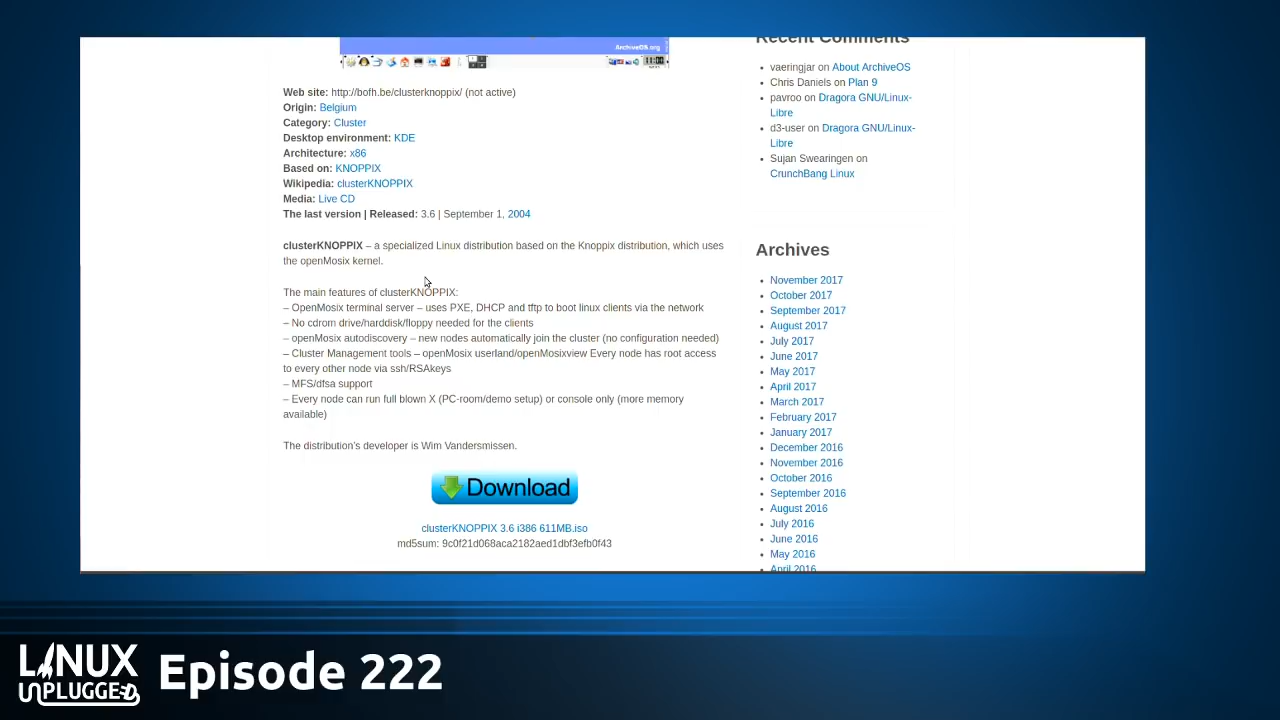 ArchiveOS.org
Web site: http://bofh.be/clusterknoppix/ (not active)
Origin: Belgium
Category: Cluster
Desktop environment: KDE
Architecture: x86
Based on: KNOPPIX
Wikipedia: clusterKNOPPIX
Media: Live CD
The last version | Released: 3.6 | September 1, 2004
clusterKNOPPIX – a specialized Linux distribution based on the Knoppix distribution, which uses
the openMosix kernel.
The main features of clusterKNOPPIX:
– OpenMosix terminal server – uses PXE, DHCP and tftp to boot linux clients via the network
– No cdrom drive/harddisk/floppy needed for the clients
– openMosix autodiscovery – new nodes automatically join the cluster (no configuration needed)
– Cluster Management tools – openMosix userland/openMosixview Every node has root access
to every other node via ssh/RSAkeys
– MFS/dfsa support
– Every node can run full blown X (PC-room/demo setup) or console only (more memory
available)
The distribution's developer is Wim Vandersmissen.
Download
clusterKNOPPIX 3.6 i386 611MB.iso
md5sum: 9c0f21d068aca2182aed1dbf3efb0f43
Recent Comments
vaeringjar on About ArchiveOS
Chris Daniels on Plan 9
pavroo on Dragora GNU/Linux-
Libre
d3-user on Dragora GNU/Linux-
Libre
Sujan Swearingen on
CrunchBang Linux
Archives
November 2017
October 2017
September 2017
August 2017
July 2017
June 2017
May 2017
April 2017
March 2017
February 2017
January 2017
December 2016
November 2016
October 2016
September 2016
August 2016
July 2016
June 2016
May 2016
April 2016
LINUX
UNPLUGGED
Episode 222